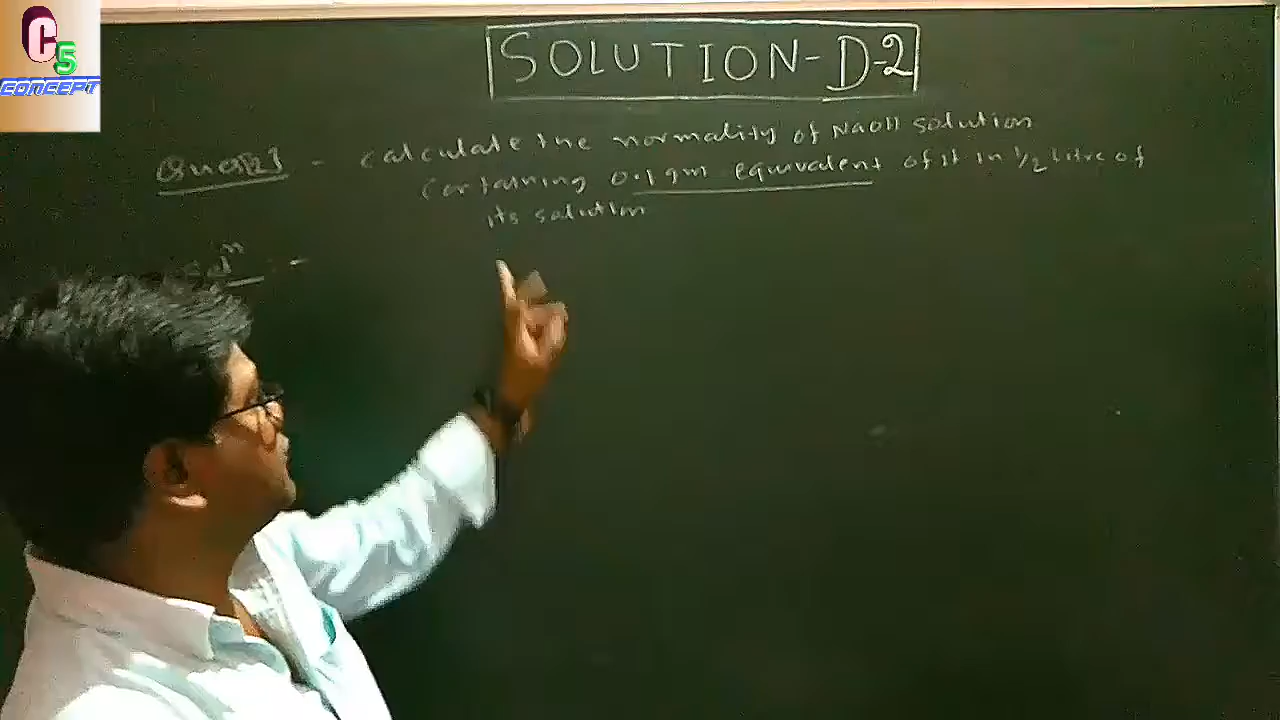 C5
CONCEPT
SOLUTION-D-2
- Calculate the normality of NaOH solution
containing 0.1 gm equivalent of it in 1/2 litre of
its solution
Solⁿ :-